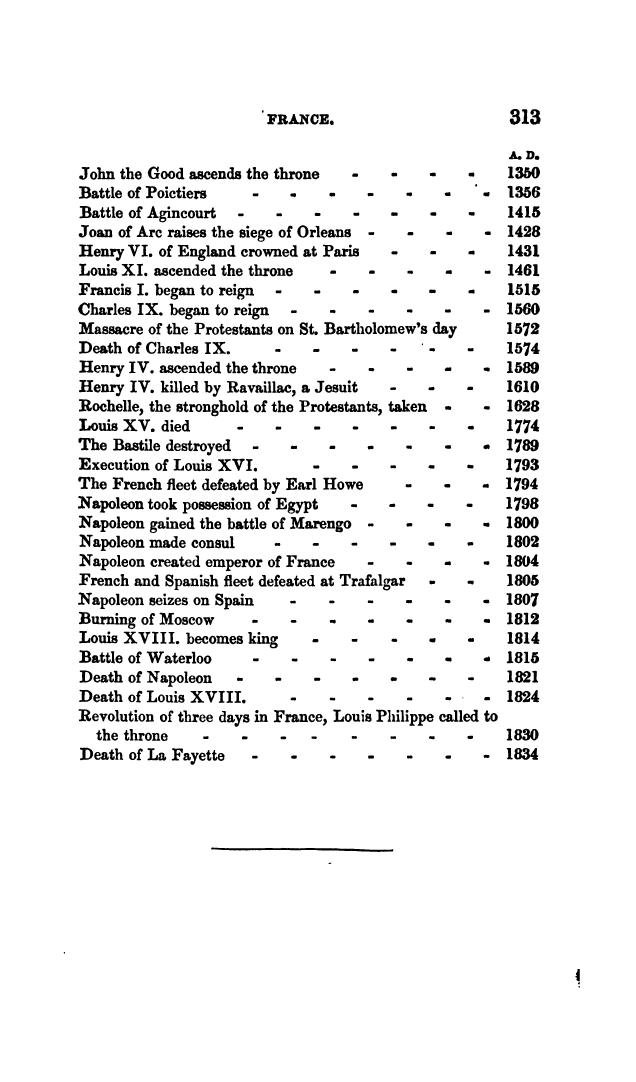 FRANCE. 313
A. D.
John the Good ascends the throne - - - - 1350
Battle of Poictiers - - - - - - - 1356
Battle of Agincourt - - - - - - - 1415
Joan of Arc raises the siege of Orleans - - - - 1428
Henry VI. of England crowned at Paris - - - 1431
Louis XI. ascended the throne - - - - - 1461
Francis I. began to reign - - - - - - 1515
Charles IX. began to reign - - - - - - 1560
Massacre of the Protestants on St. Bartholomew's day 1572
Death of Charles IX. - - - - - - 1574
Henry IV. ascended the throne - - - - - 1589
Henry IV. killed by Ravaillac, a Jesuit - - - 1610
Rochelle, the stronghold of the Protestants, taken - - 1628
Louis XV. died - - - - - - - 1774
The Bastile destroyed - - - - - - - 1789
Execution of Louis XVI. - - - - - 1793
The French fleet defeated by Earl Howe - - - 1794
Napoleon took possession of Egypt - - - - 1798
Napoleon gained the battle of Marengo - - - - 1800
Napoleon made consul - - - - - - 1802
Napoleon created emperor of France - - - - 1804
French and Spanish fleet defeated at Trafalgar - - 1805
Napoleon seizes on Spain - - - - - - 1807
Burning of Moscow - - - - - - - 1812
Louis XVIII. becomes king - - - - - 1814
Battle of Waterloo - - - - - - - 1815
Death of Napoleon - - - - - - - 1821
Death of Louis XVIII. - - - - - - 1824
Revolution of three days in France, Louis Philippe called to
the throne - - - - - - - - 1830
Death of La Fayette - - - - - - - 1834